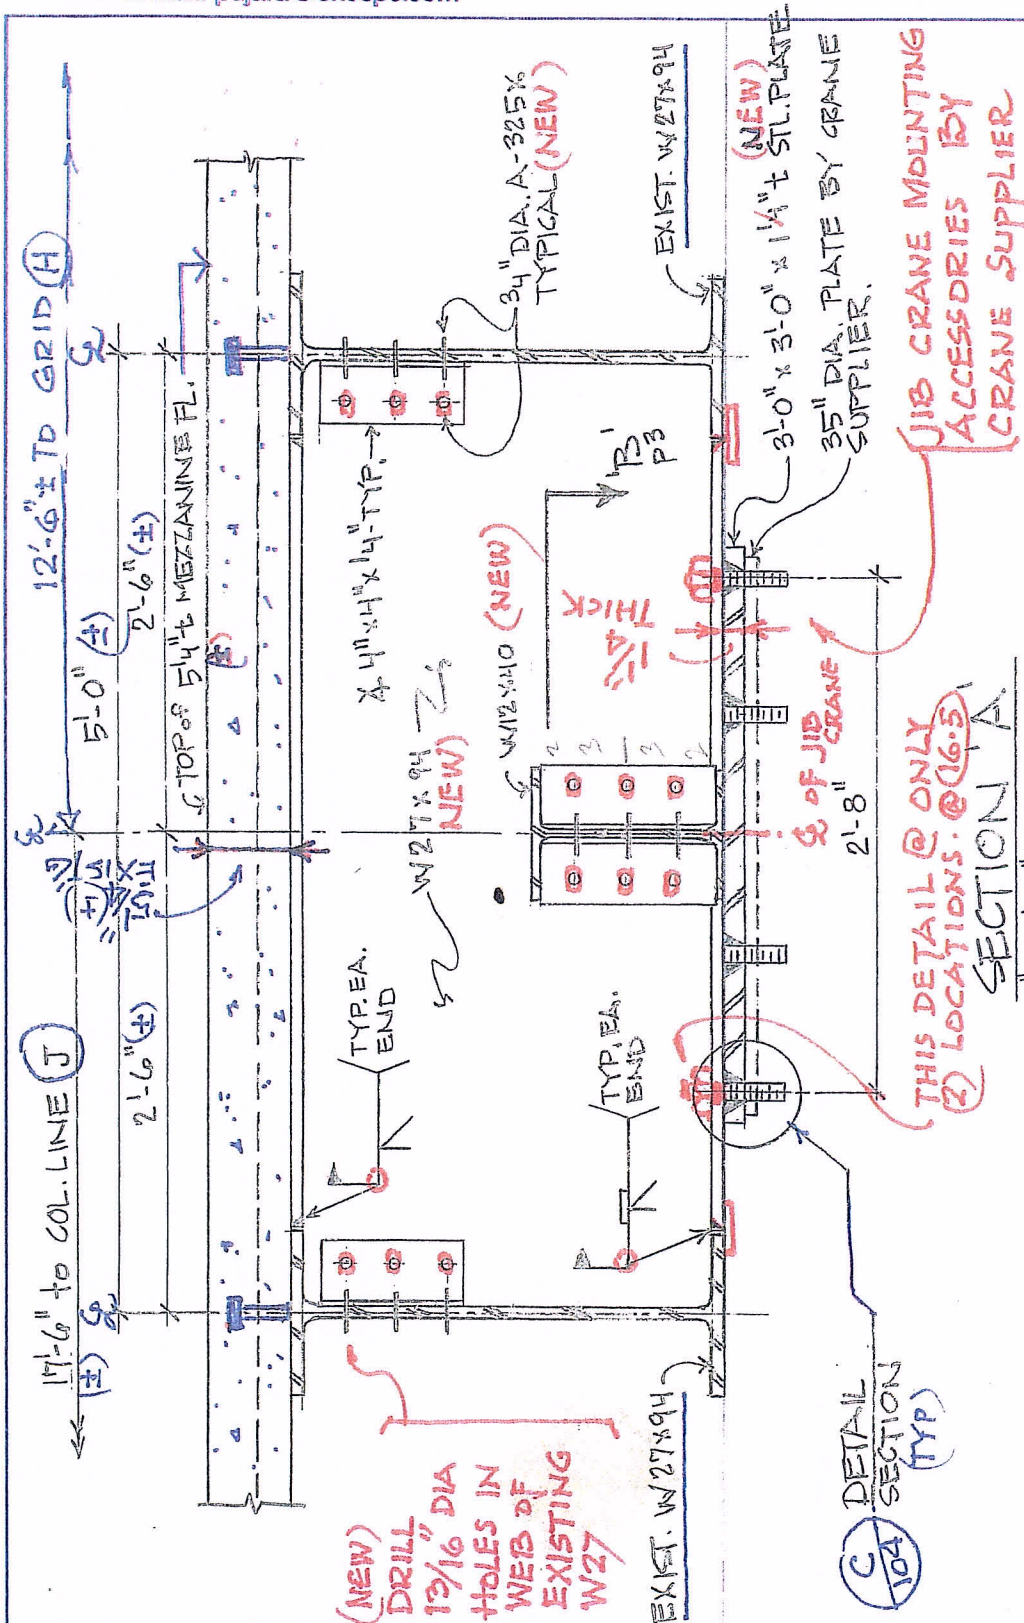 17'-6" to COL. LINE J
(±)
12'-6"± TO GRID H
5'-0" (±)
2'-6"(±)
2'-6"(±)
TOP OF 5¼"± MEZZANINE FL.
4"x4"x¼" TYP.
¾" DIA. A-325X
TYPICAL (NEW)
EXIST. W27x94
TYP. EA.
END
W27x94
NEW)
W12x40 (NEW)
'B'
P3
TYP. EA.
END
THICK
3'-0" x 3'-0" x 1¼"± STL. PLATE
(NEW)
35" DIA. PLATE BY CRANE
SUPPLIER.
JIB CRANE MOUNTING
ACCESSORIES BY
CRANE SUPPLIER
℄ OF JIB
CRANE
2'-8"
THIS DETAIL @ ONLY
(2) LOCATIONS. @ 16.5
SECTION 'A'
(NEW)
DRILL
13/16" DIA
HOLES IN
WEB OF
EXISTING
W27
EXIST. W27x94
C
104
DETAIL
SECTION
(TYP)